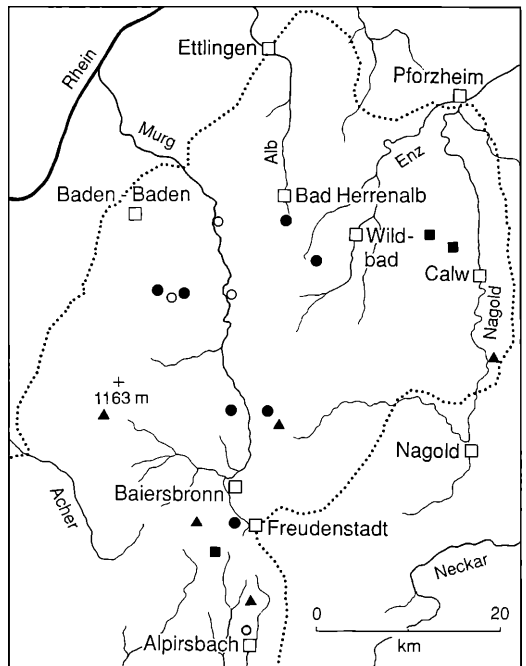 Ettlingen
Rhein
Pforzheim
Murg
Alb
Enz
Baden - Baden
Bad Herrenalb
Wild-
bad
Calw
Nagold
+
1163 m
Nagold
Baiersbronn
Acher
Freudenstadt
Neckar
0 20
km
Alpirsbach